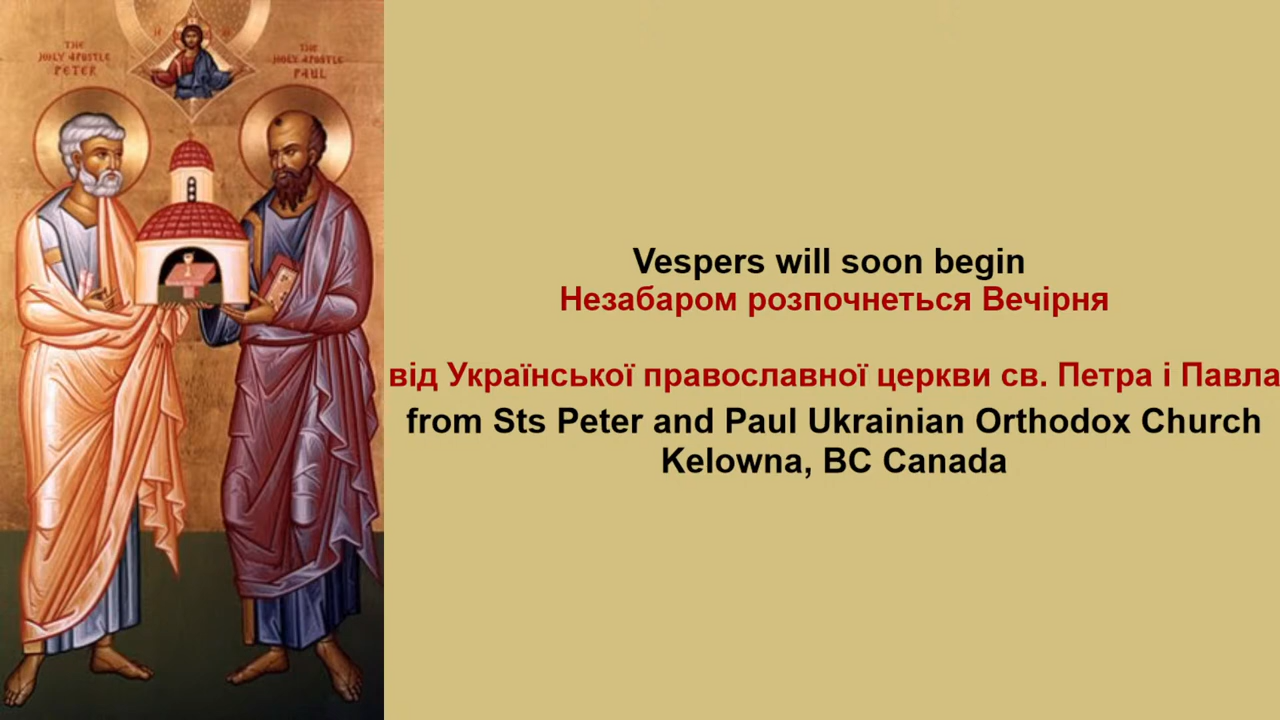 THE
HOLY APOSTLE
PETER
THE
HOLY APOSTLE
PAUL
Vespers will soon begin
Незабаром розпочнеться Вечірня
від Української православної церкви св. Петра і Павла
from Sts Peter and Paul Ukrainian Orthodox Church
Kelowna, BC Canada